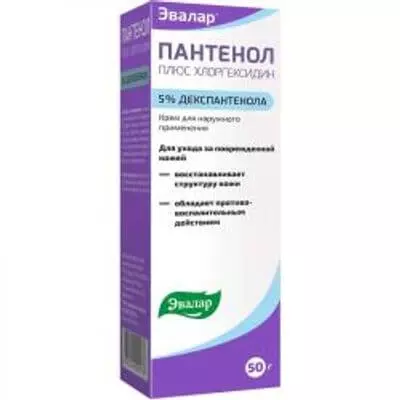 Эвалар
ПАНТЕНОЛ
ПЛЮС ХЛОРГЕКСИДИН
5% ДЕКСПАНТЕНОЛА
Крем для наружного
применения
Для ухода за поврежденной
кожей
— восстанавливает
структуру кожи
— обладает противо-
воспалительным
действием
Эвалар
50 г